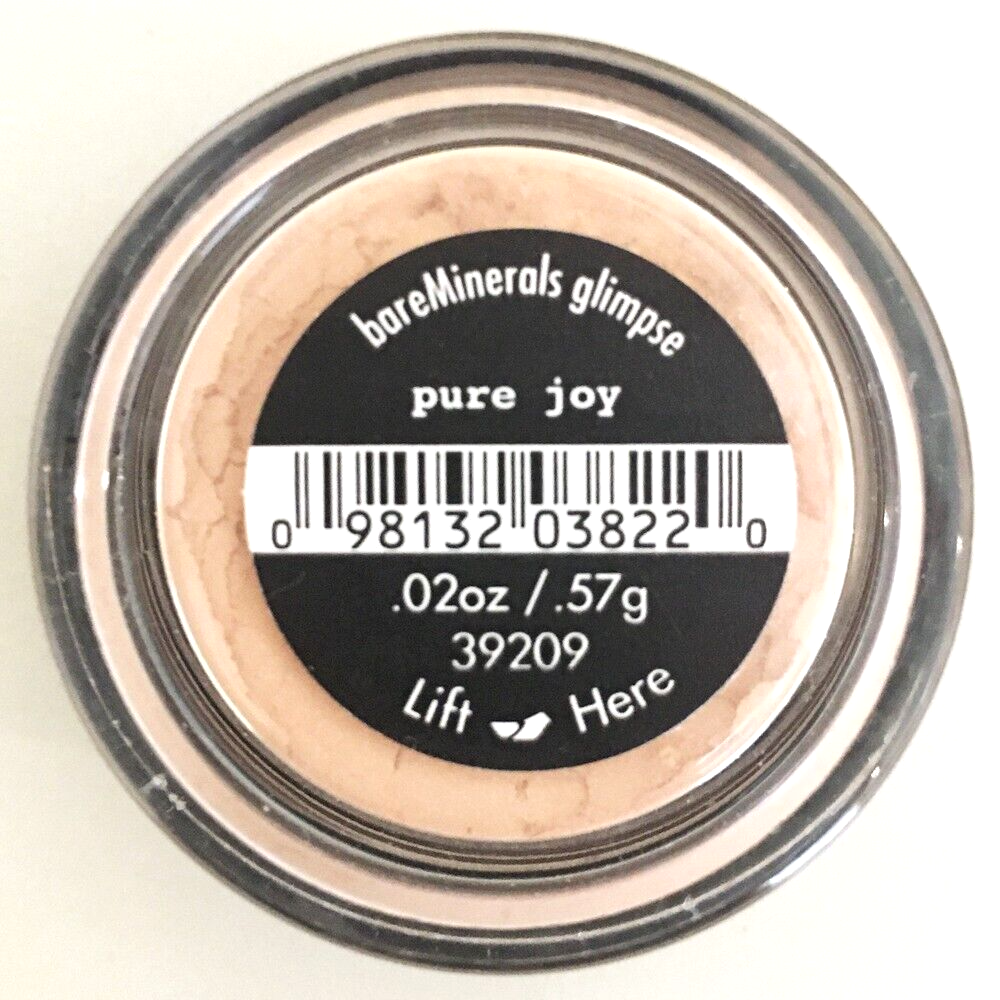 bareMinerals glimpse
pure joy
0 98132 03822 0
.02oz / .57g
39209
Lift Here